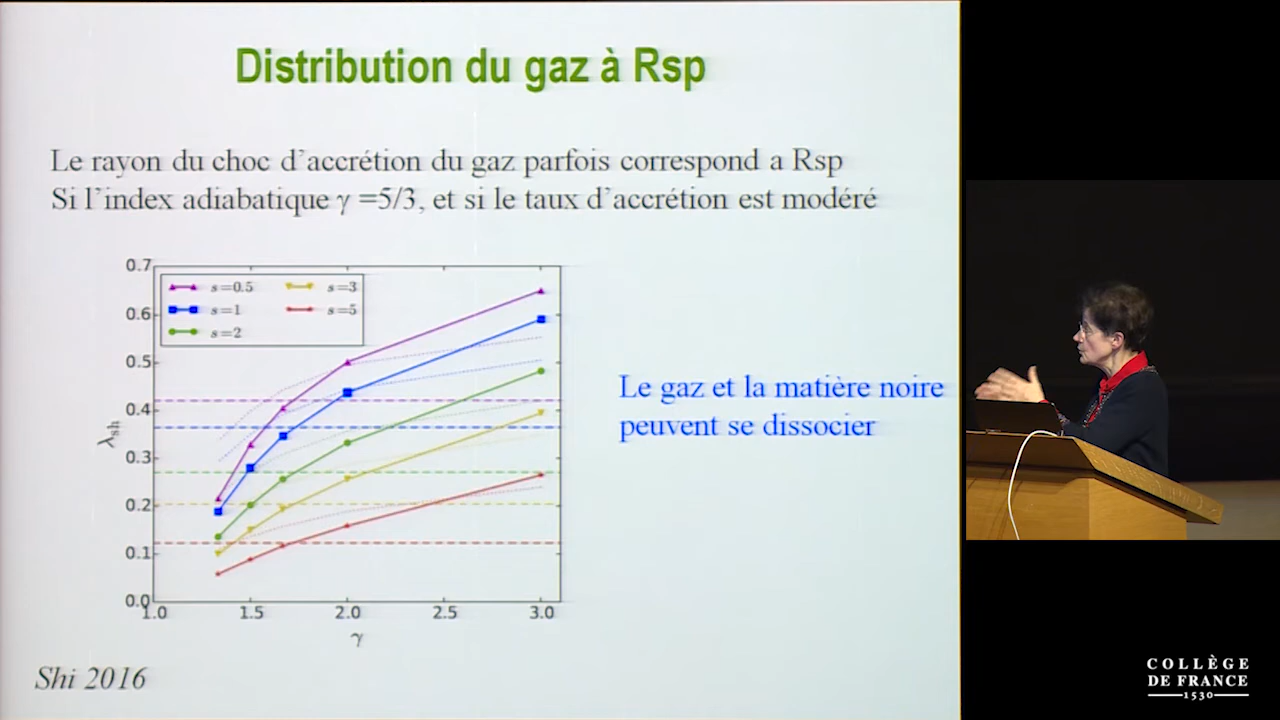 Distribution du gaz à Rsp
Le rayon du choc d'accrétion du gaz parfois correspond a Rsp
Si l'index adiabatique γ =5/3, et si le taux d'accrétion est modéré
0.7
0.6
0.5
0.4
0.3
0.2
0.1
0.0
λsh
s=0.5
s=1
s=2
s=3
s=5
1.0
1.5
2.0
2.5
3.0
γ
Le gaz et la matière noire
peuvent se dissocier
Shi 2016
COLLÈGE
DE FRANCE
1530